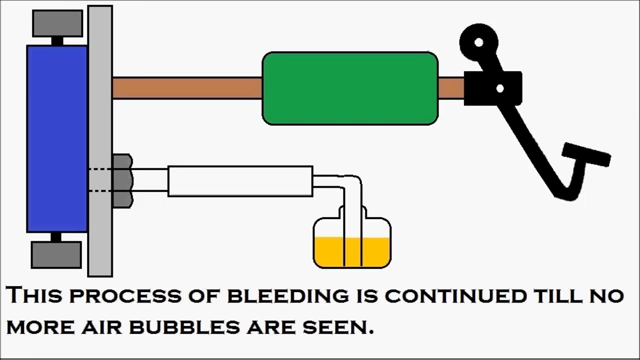 This process of bleeding is continued till no
more air bubbles are seen.